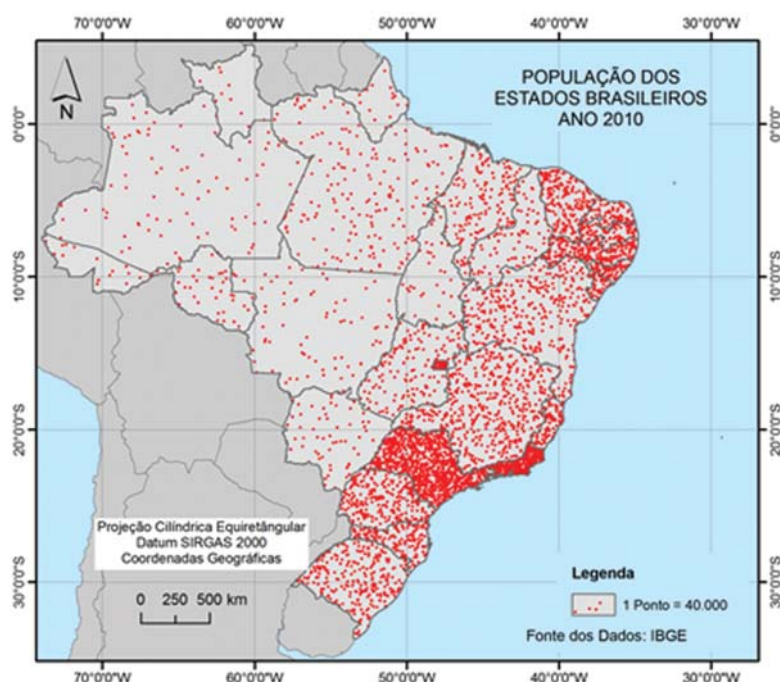 70°0'0"W 60°0'0"W 50°0'0"W 40°0'0"W 30°0'0"W
N
POPULAÇÃO DOS
ESTADOS BRASILEIROS
ANO 2010
0°0'0" 0°0'0"
10°0'0"S 10°0'0"S
20°0'0"S 20°0'0"S
30°0'0"S 30°0'0"S
Projeção Cilíndrica Equiretângular
Datum SIRGAS 2000
Coordenadas Geográficas
0 250 500 km
Legenda
1 Ponto = 40.000
Fonte dos Dados: IBGE
70°0'0"W 60°0'0"W 50°0'0"W 40°0'0"W 30°0'0"W